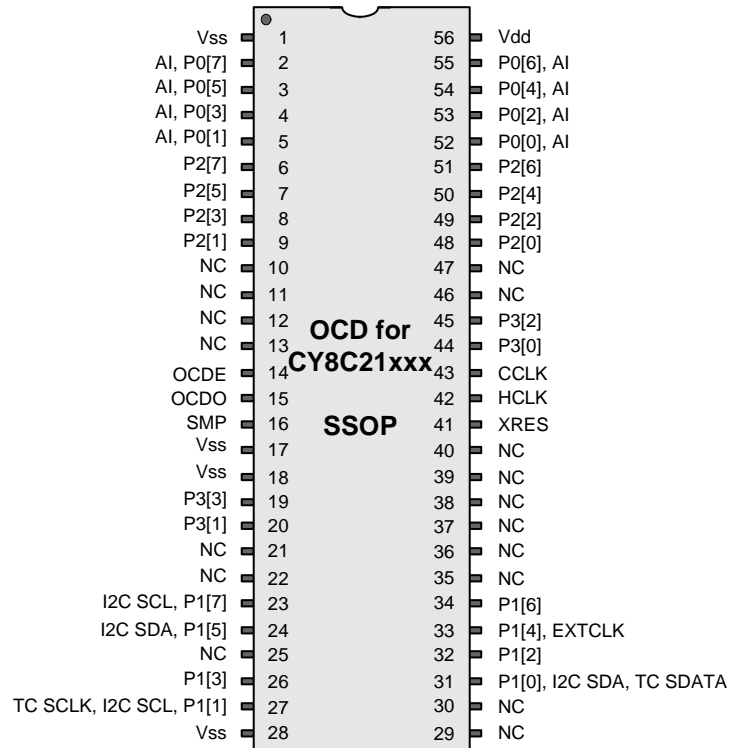 Vss 1 56 Vdd
AI, P0[7] 2 55 P0[6], AI
AI, P0[5] 3 54 P0[4], AI
AI, P0[3] 4 53 P0[2], AI
AI, P0[1] 5 52 P0[0], AI
P2[7] 6 51 P2[6]
P2[5] 7 50 P2[4]
P2[3] 8 49 P2[2]
P2[1] 9 48 P2[0]
NC 10 47 NC
NC 11 46 NC
NC 12 45 P3[2]
OCD for
NC 13 44 P3[0]
CY8C21xxx
OCDE 14 43 CCLK
OCDO 15 42 HCLK
SMP 16 SSOP 41 XRES
Vss 17 40 NC
Vss 18 39 NC
P3[3] 19 38 NC
P3[1] 20 37 NC
NC 21 36 NC
NC 22 35 NC
I2C SCL, P1[7] 23 34 P1[6]
I2C SDA, P1[5] 24 33 P1[4], EXTCLK
NC 25 32 P1[2]
P1[3] 26 31 P1[0], I2C SDA, TC SDATA
TC SCLK, I2C SCL, P1[1] 27 30 NC
Vss 28 29 NC